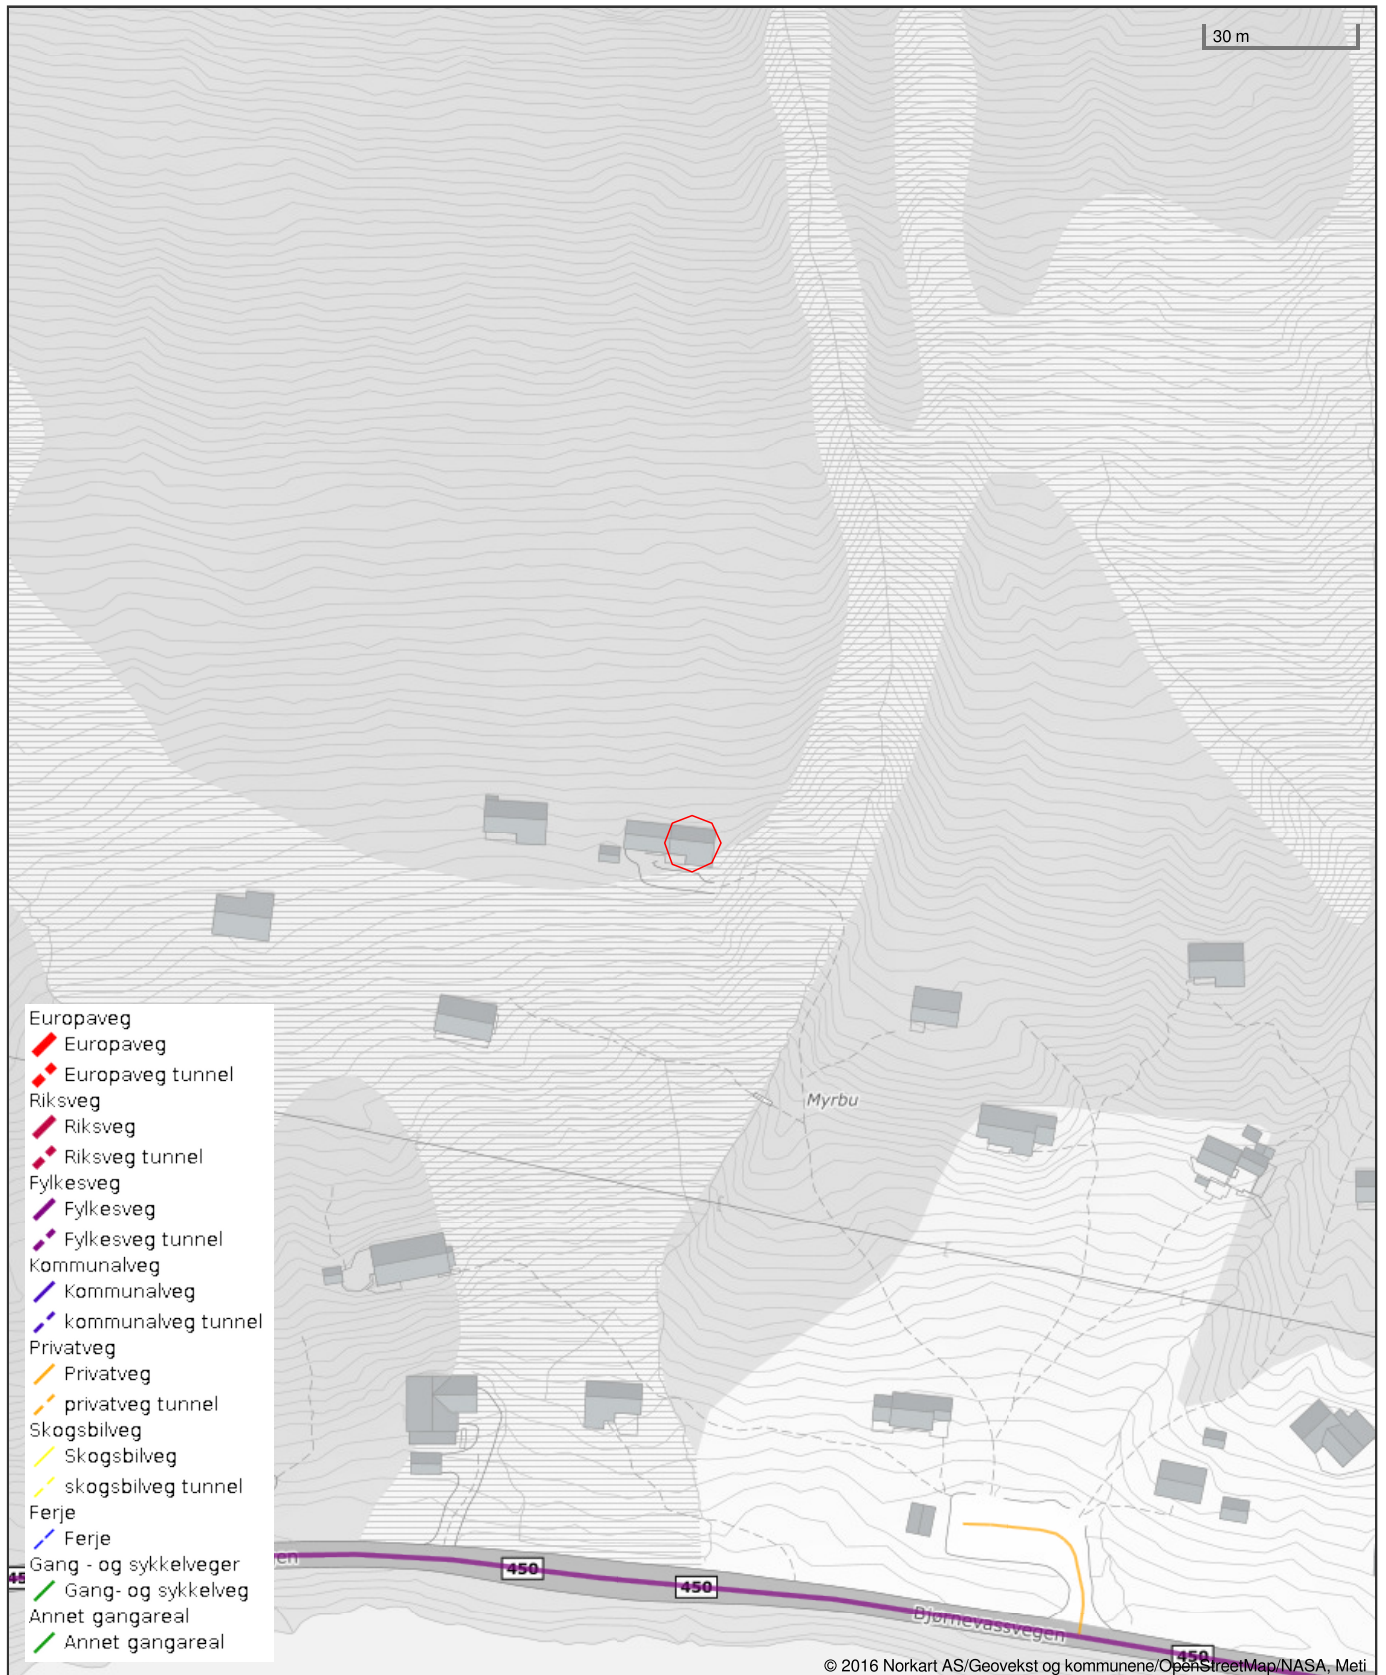 30 m
Myrbu
Europaveg
Europaveg
Europaveg tunnel
Riksveg
Riksveg
Riksveg tunnel
Fylkesveg
Fylkesveg
Fylkesveg tunnel
Kommunalveg
Kommunalveg
kommunalveg tunnel
Privatveg
Privatveg
privatveg tunnel
Skogsbilveg
Skogsbilveg
skogsbilveg tunnel
Ferje
Ferje
Gang - og sykkelveger
Gang- og sykkelveg
Annet gangareal
Annet gangareal
en
45
450
450
Bjørnevassvegen
450
© 2016 Norkart AS/Geovekst og kommunene/OpenStreetMap/NASA, Meti